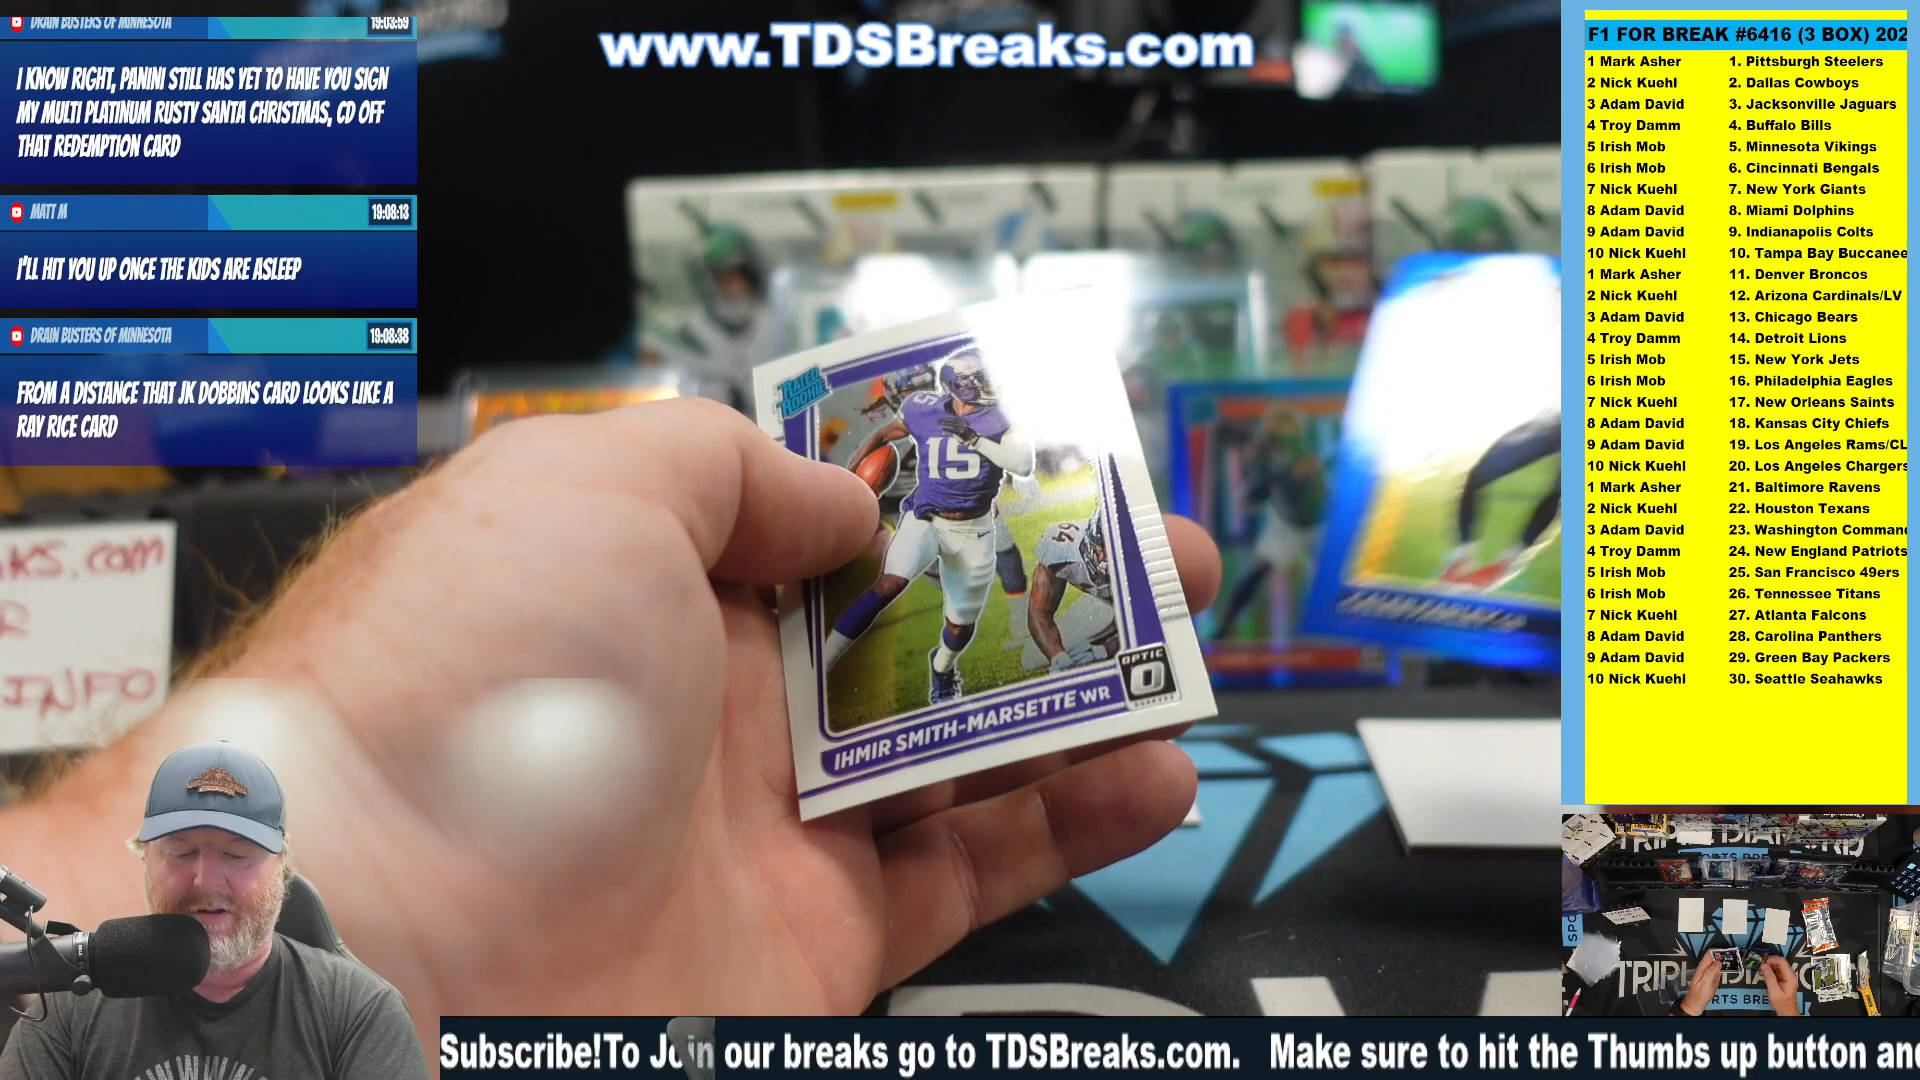 DRAIN BUSTERS OF MINNESOTA 19:03:59
I KNOW RIGHT, PANINI STILL HAS YET TO HAVE YOU SIGN
MY MULTI PLATINUM RUSTY SANTA CHRISTMAS, CD OFF
THAT REDEMPTION CARD
MATT M 19:08:13
I'LL HIT YOU UP ONCE THE KIDS ARE ASLEEP
DRAIN BUSTERS OF MINNESOTA 19:08:38
FROM A DISTANCE THAT JK DOBBINS CARD LOOKS LIKE A
RAY RICE CARD
www.TDSBreaks.com
RATED
ROOKIE
15
64
OPTIC
IHMIR SMITH-MARSETTE WR
KS.com
INFO
F1 FOR BREAK #6416 (3 BOX) 202
1 Mark Asher 1. Pittsburgh Steelers
2 Nick Kuehl 2. Dallas Cowboys
3 Adam David 3. Jacksonville Jaguars
4 Troy Damm 4. Buffalo Bills
5 Irish Mob 5. Minnesota Vikings
6 Irish Mob 6. Cincinnati Bengals
7 Nick Kuehl 7. New York Giants
8 Adam David 8. Miami Dolphins
9 Adam David 9. Indianapolis Colts
10 Nick Kuehl 10. Tampa Bay Buccanee
1 Mark Asher 11. Denver Broncos
2 Nick Kuehl 12. Arizona Cardinals/LV
3 Adam David 13. Chicago Bears
4 Troy Damm 14. Detroit Lions
5 Irish Mob 15. New York Jets
6 Irish Mob 16. Philadelphia Eagles
7 Nick Kuehl 17. New Orleans Saints
8 Adam David 18. Kansas City Chiefs
9 Adam David 19. Los Angeles Rams/CL
10 Nick Kuehl 20. Los Angeles Chargers
1 Mark Asher 21. Baltimore Ravens
2 Nick Kuehl 22. Houston Texans
3 Adam David 23. Washington Comman
4 Troy Damm 24. New England Patriots
5 Irish Mob 25. San Francisco 49ers
6 Irish Mob 26. Tennessee Titans
7 Nick Kuehl 27. Atlanta Falcons
8 Adam David 28. Carolina Panthers
9 Adam David 29. Green Bay Packers
10 Nick Kuehl 30. Seattle Seahawks
Subscribe!To Join our breaks go to TDSBreaks.com. Make sure to hit the Thumbs up button an